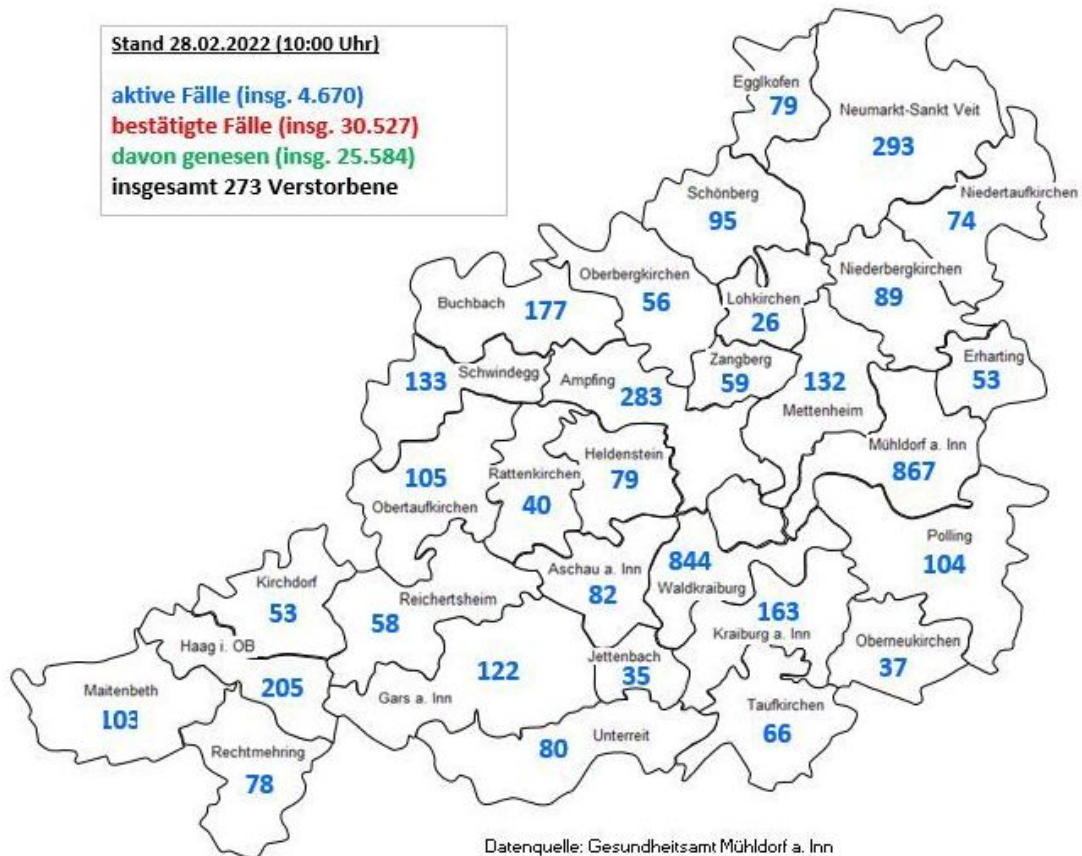 Stand 28.02.2022 (10:00 Uhr)
aktive Fälle (insg. 4.670)
bestätigte Fälle (insg. 30.527)
davon genesen (insg. 25.584)
insgesamt 273 Verstorbene
Egglkofen
79
Neumarkt-Sankt Veit
293
Niedertaufkirchen
74
Schönberg
95
Oberbergkirchen
56
Lohkirchen
26
Niederbergkirchen
89
Buchbach
177
Erharting
53
133
Schwindegg
Ampfing
283
Zangberg
59
132
Mettenheim
Mühldorf a. Inn
867
105
Obertaufkirchen
Rattenkirchen
40
Heldenstein
79
Polling
104
Kirchdorf
53
58
Reichertsheim
Aschau a. Inn
82
844
Waldkraiburg
163
Kraiburg a. Inn
Oberneukirchen
37
Haag i. OB
205
Maitenbeth
103
Gars a. Inn
122
Jettenbach
35
Taufkirchen
66
Rechtmehring
78
80
Unterreit
Datenquelle: Gesundheitsamt Mühldorf a. Inn